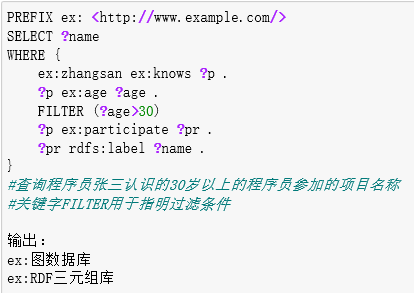 PREFIX ex: <http://www.example.com/>
SELECT ?name
WHERE {
    ex:zhangsan ex:knows ?p .
    ?p ex:age ?age .
    FILTER (?age>30)
    ?p ex:participate ?pr .
    ?pr rdfs:label ?name .
}
#查询程序员张三认识的30岁以上的程序员参加的项目名称
#关键字FILTER用于指明过滤条件
输出：
ex:图数据库
ex:RDF三元组库